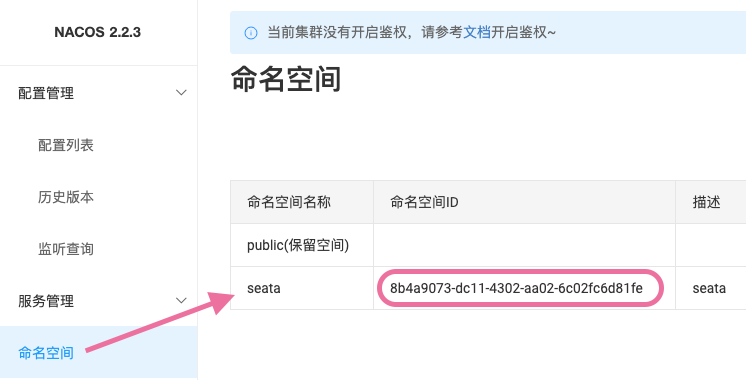 NACOS 2.2.3
配置管理
配置列表
历史版本
监听查询
服务管理
命名空间
当前集群没有开启鉴权，请参考文档开启鉴权~
命名空间
命名空间名称 命名空间ID 描述
public(保留空间)
seata 8b4a9073-dc11-4302-aa02-6c02fc6d81fe seata